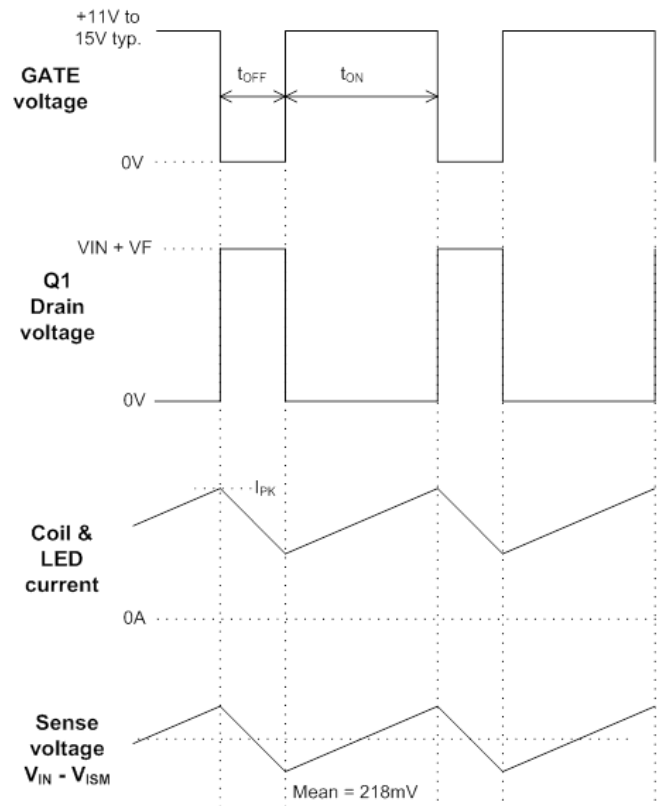 +11V to
15V typ.
GATE
voltage
tOFF
tON
0V
VIN + VF
Q1
Drain
voltage
0V
IPK
Coil &
LED
current
0A
Sense
voltage
VIN - VISM
Mean = 218mV